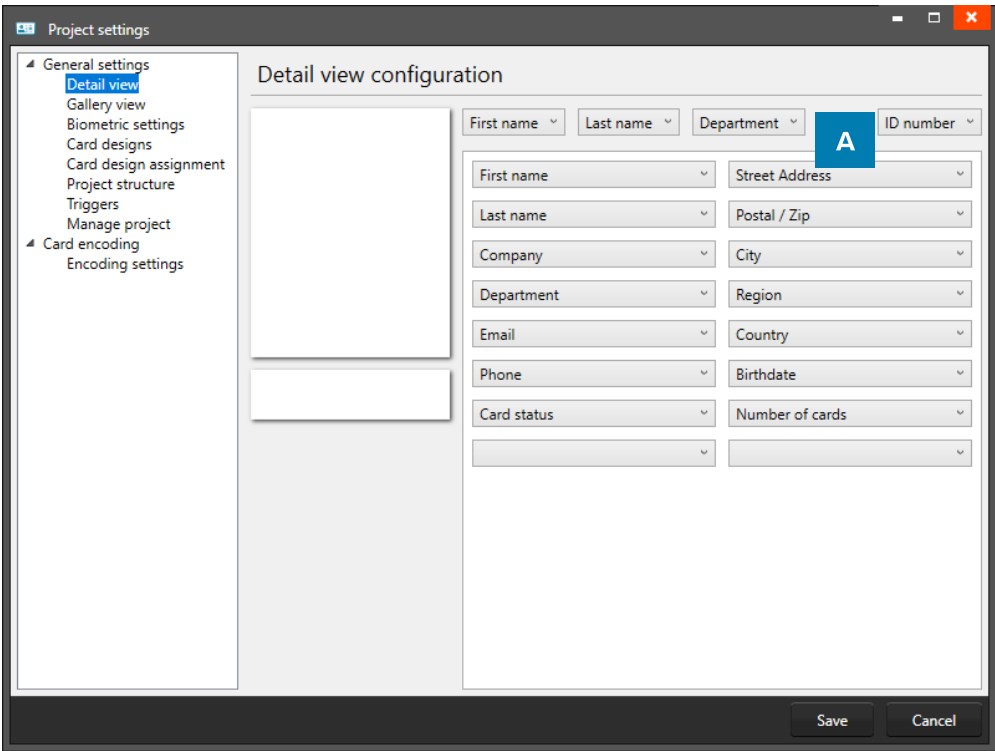 Project settings
General settings
Detail view
Gallery view
Biometric settings
Card designs
Card design assignment
Project structure
Triggers
Manage project
Card encoding
Encoding settings
Detail view configuration
First name Last name Department A ID number
First name Street Address
Last name Postal / Zip
Company City
Department Region
Email Country
Phone Birthdate
Card status Number of cards
Save Cancel